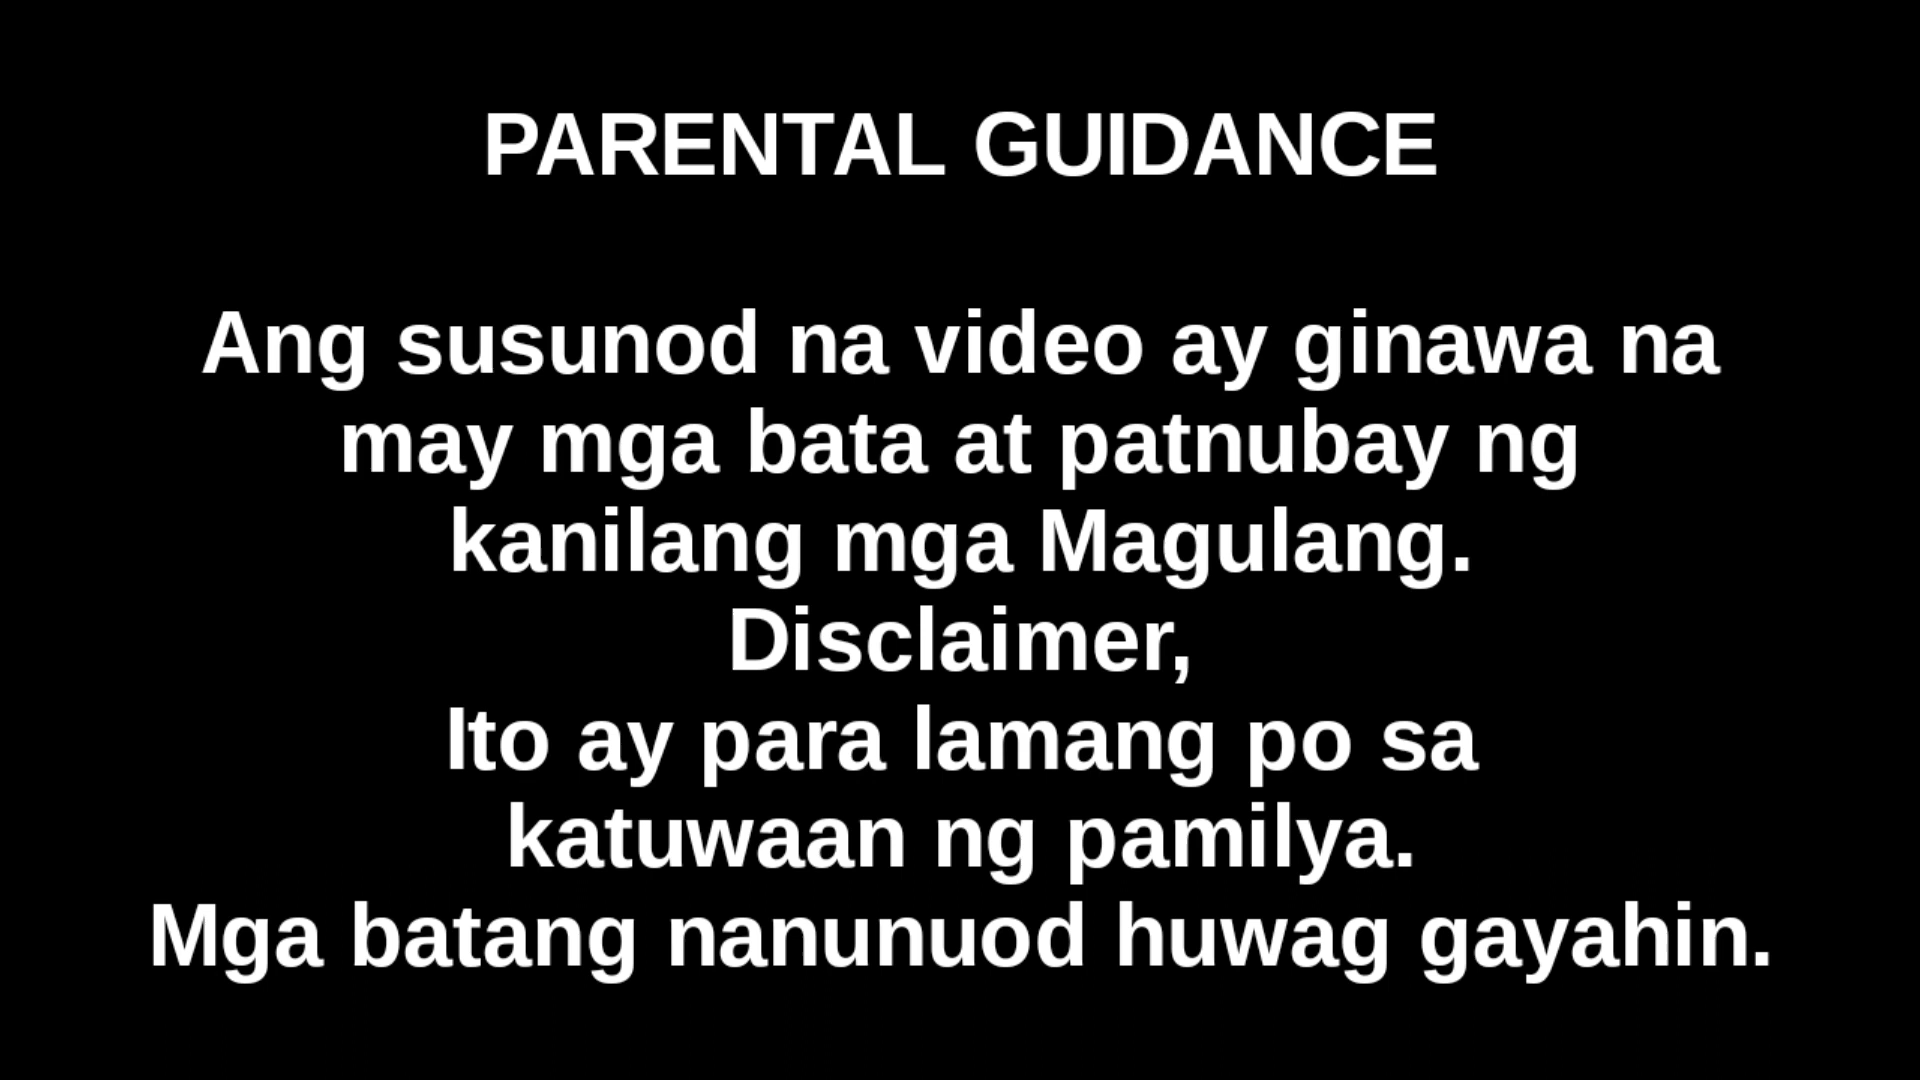 PARENTAL GUIDANCE
Ang susunod na video ay ginawa na
may mga bata at patnubay ng
kanilang mga Magulang.
Disclaimer,
Ito ay para lamang po sa
katuwaan ng pamilya.
Mga batang nanunuod huwag gayahin.